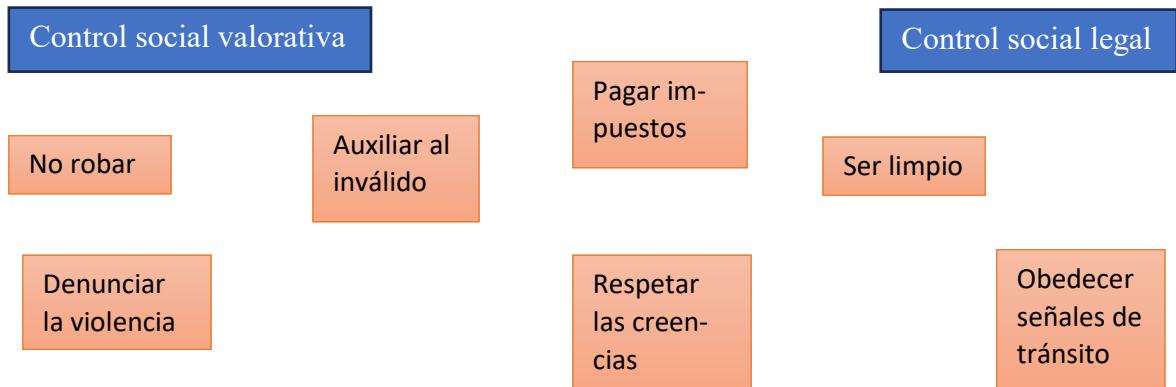 Control social valorativa
Control social legal
Pagar im-
puestos
No robar
Auxiliar al
inválido
Ser limpio
Denunciar
la violencia
Respetar
las creen-
cias
Obedecer
señales de
tránsito